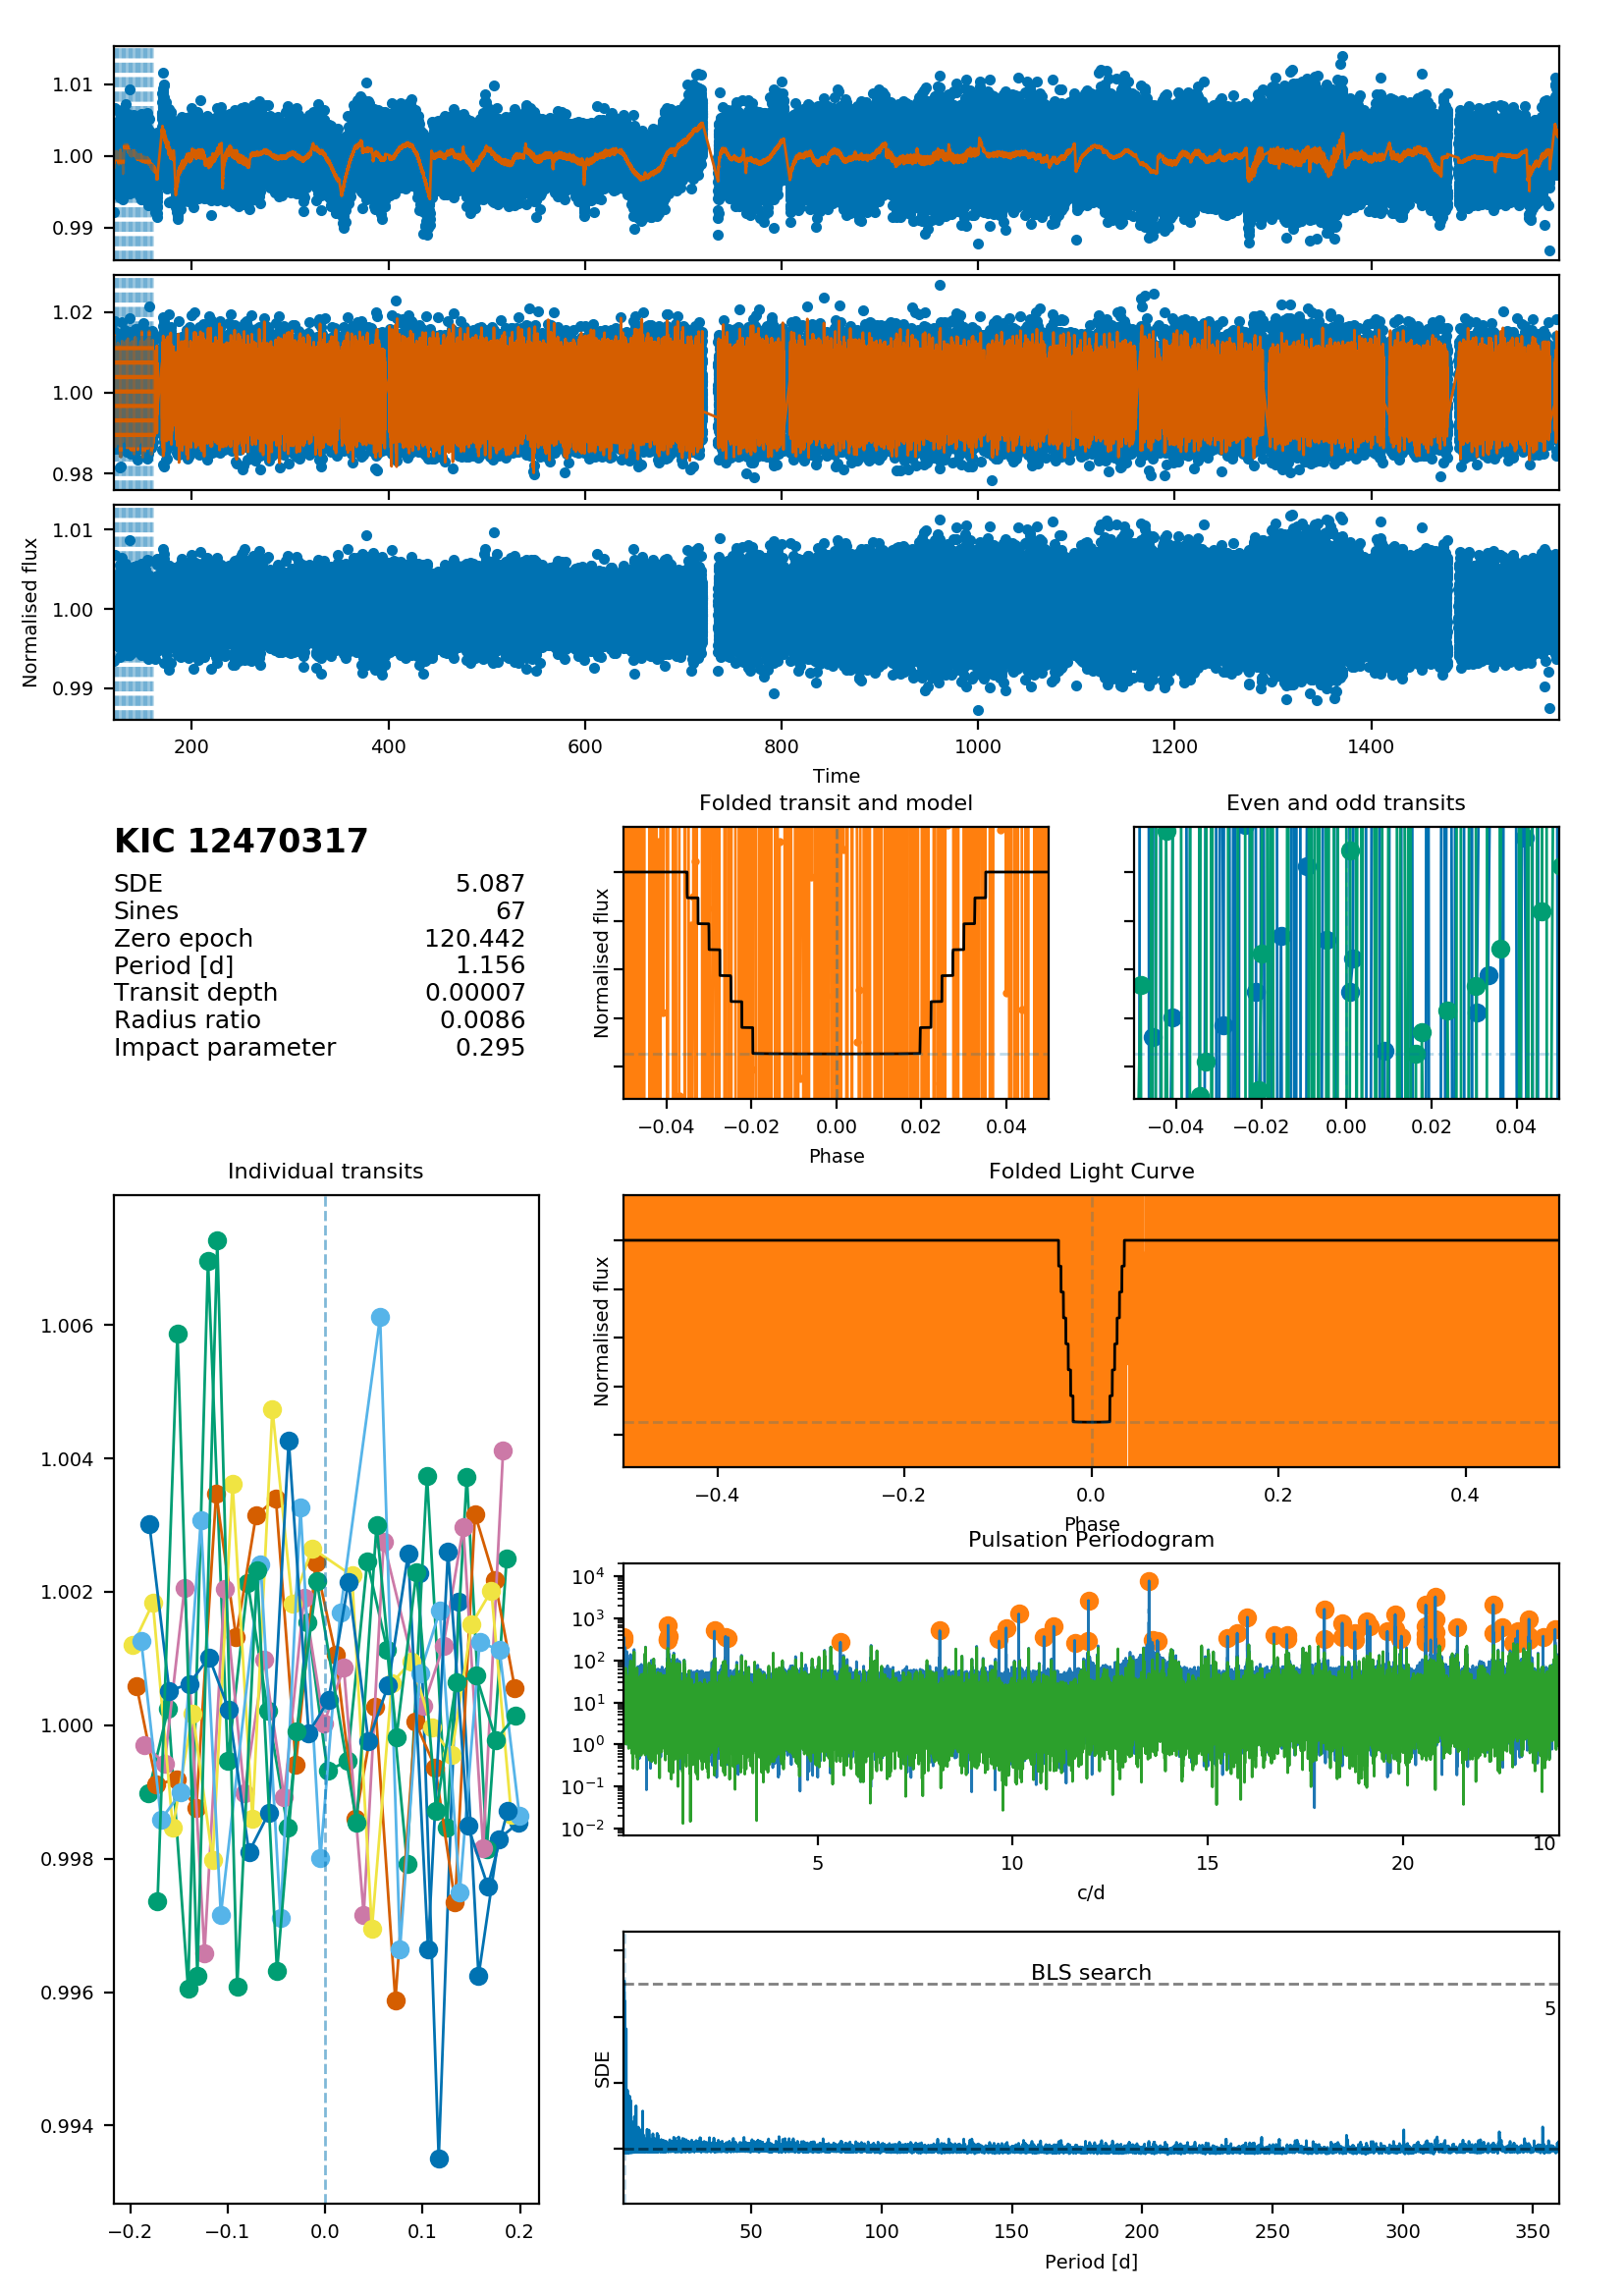 1.01
1.00
0.99
1.02
1.00
0.98
1.01
1.00
0.99
Normalised flux
200 400 600 800 1000 1200 1400
Time
KIC 12470317
SDE 5.087
Sines 67
Zero epoch 120.442
Period [d] 1.156
Transit depth 0.00007
Radius ratio 0.0086
Impact parameter 0.295
Folded transit and model
Normalised flux
−0.04 −0.02 0.00 0.02 0.04
Phase
Even and odd transits
−0.04 −0.02 0.00 0.02 0.04
Individual transits
1.006
1.004
1.002
1.000
0.998
0.996
0.994
−0.2 −0.1 0.0 0.1 0.2
Folded Light Curve
Normalised flux
−0.4 −0.2 0.0 0.2 0.4
Phase
Pulsation Periodogram
10⁴
10³
10²
10¹
10⁰
10⁻¹
10⁻²
10
5 10 15 20
c/d
BLS search
5
SDE
50 100 150 200 250 300 350
Period [d]